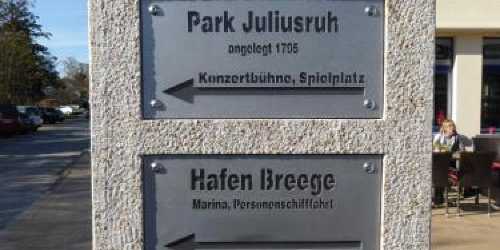 Park Juliusruh
angelegt 1795
Konzertbühne, Spielplatz
Hafen Breege
Marina, Personenschifffahrt